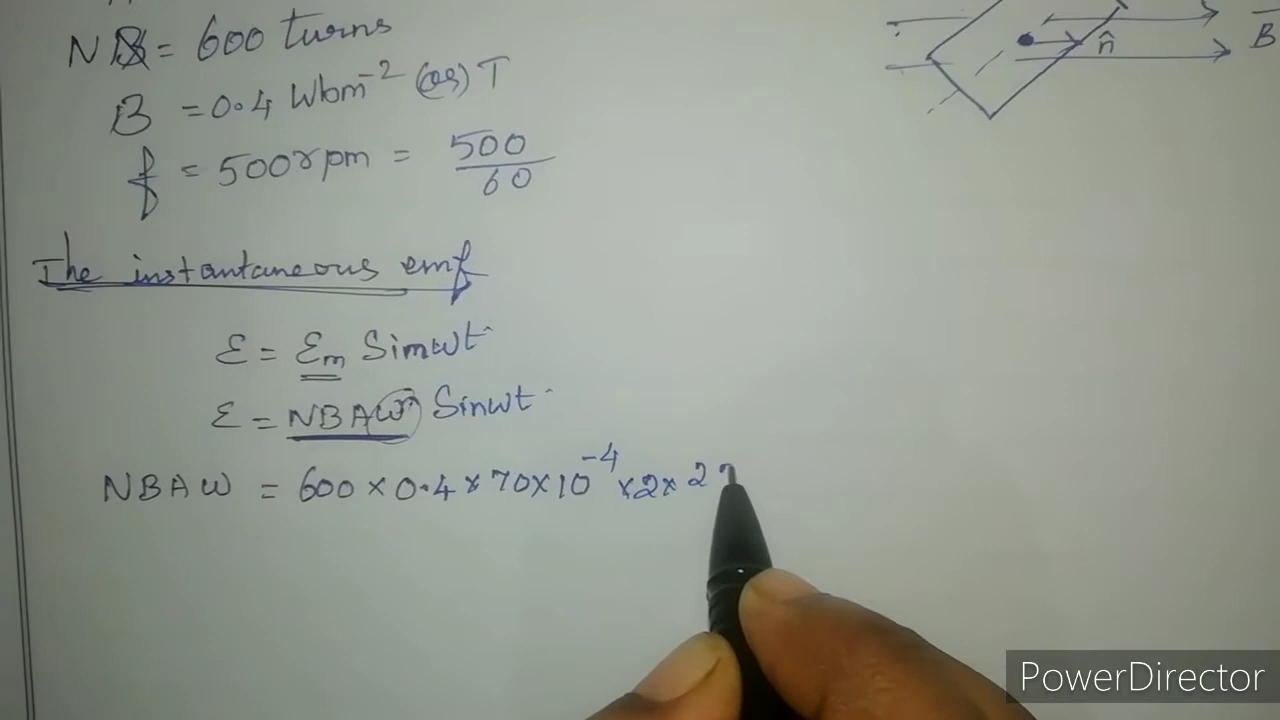 N = 600 turns
B = 0.4 Wbm⁻² (or) T
f = 500 rpm = 500/60
n̂
B
The instantaneous emf
ε = εm Sinωt
ε = NBAω Sinωt
NBAω = 600 × 0.4 × 70 × 10⁻⁴ × 2 × 2
PowerDirector